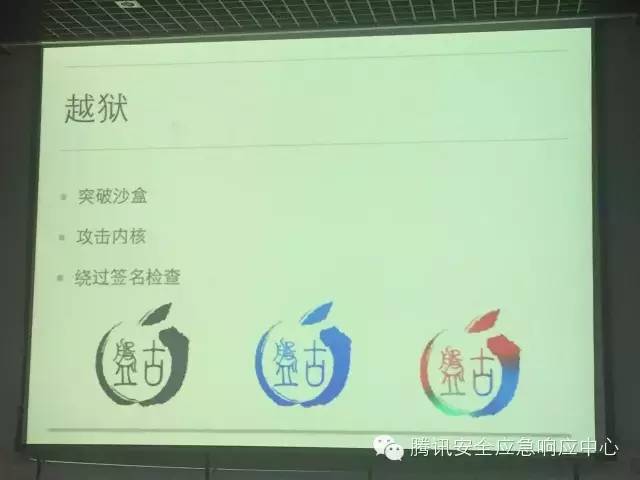 越狱
突破沙盒
攻击内核
绕过签名检查
盘古
盘古
盘古
腾讯安全应急响应中心